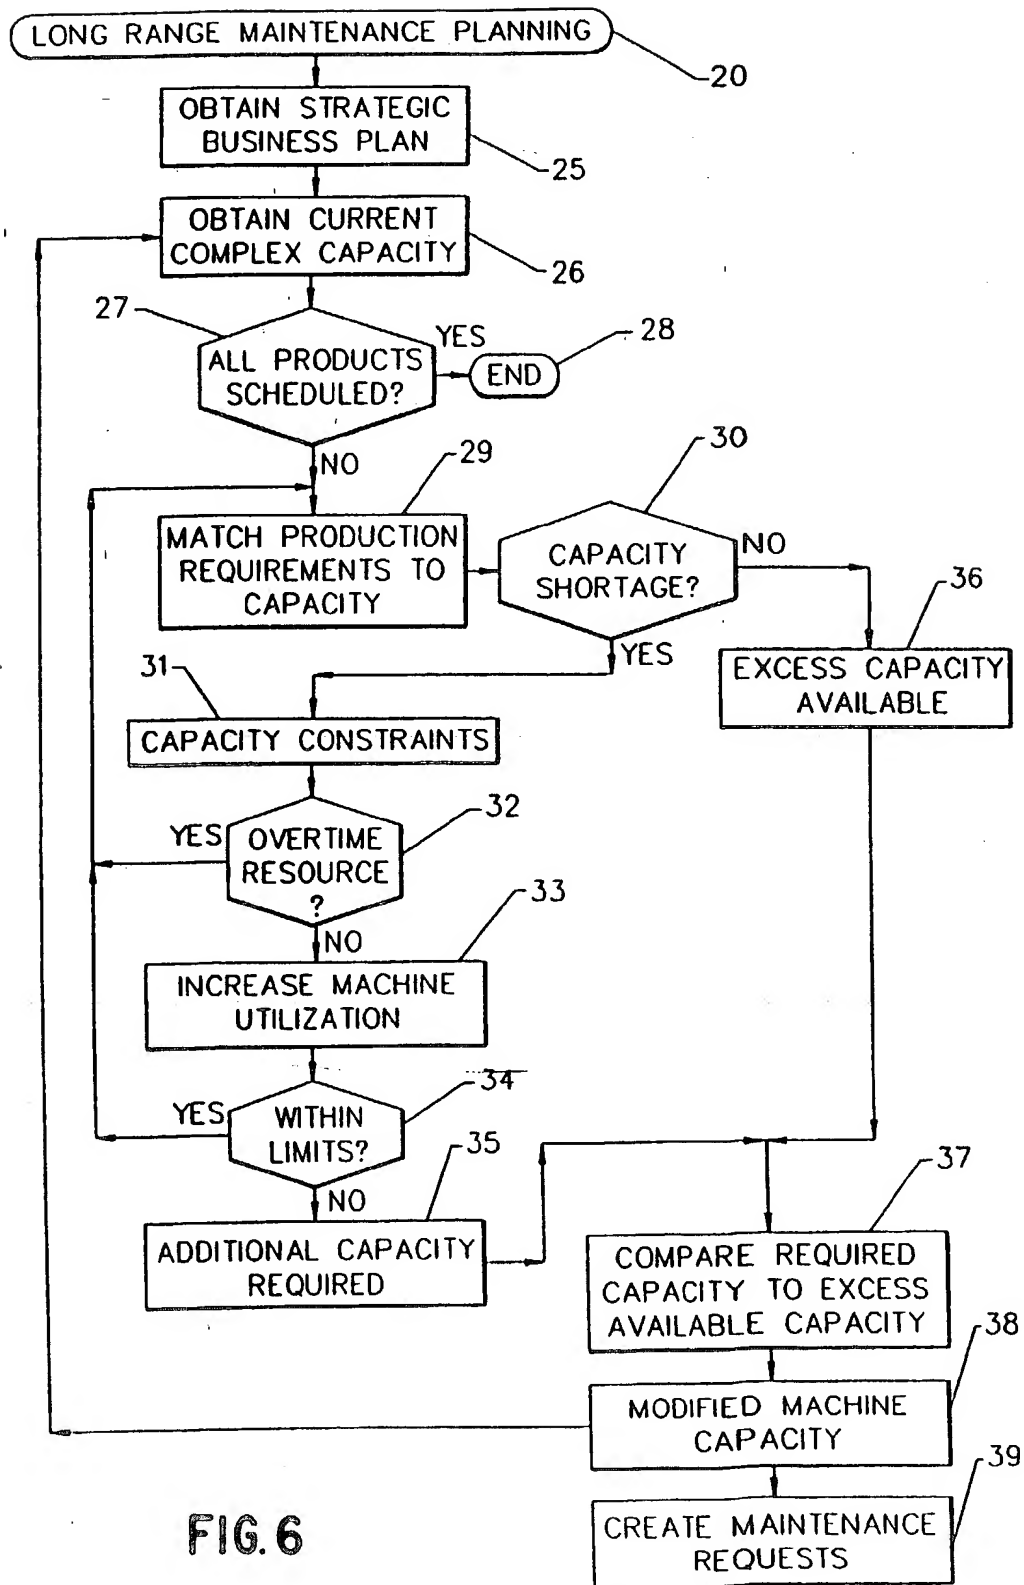 LONG RANGE MAINTENANCE PLANNING
20
OBTAIN STRATEGIC
BUSINESS PLAN
25
OBTAIN CURRENT
COMPLEX CAPACITY
26
27
ALL PRODUCTS
SCHEDULED?
YES
END
28
NO
29
MATCH PRODUCTION
REQUIREMENTS TO
CAPACITY
30
CAPACITY
SHORTAGE?
NO
YES
36
EXCESS CAPACITY
AVAILABLE
31
CAPACITY CONSTRAINTS
32
YES
OVERTIME
RESOURCE
?
NO
33
INCREASE MACHINE
UTILIZATION
34
YES
WITHIN
LIMITS?
NO
35
ADDITIONAL CAPACITY
REQUIRED
37
COMPARE REQUIRED
CAPACITY TO EXCESS
AVAILABLE CAPACITY
38
MODIFIED MACHINE
CAPACITY
39
CREATE MAINTENANCE
REQUESTS
FIG. 6